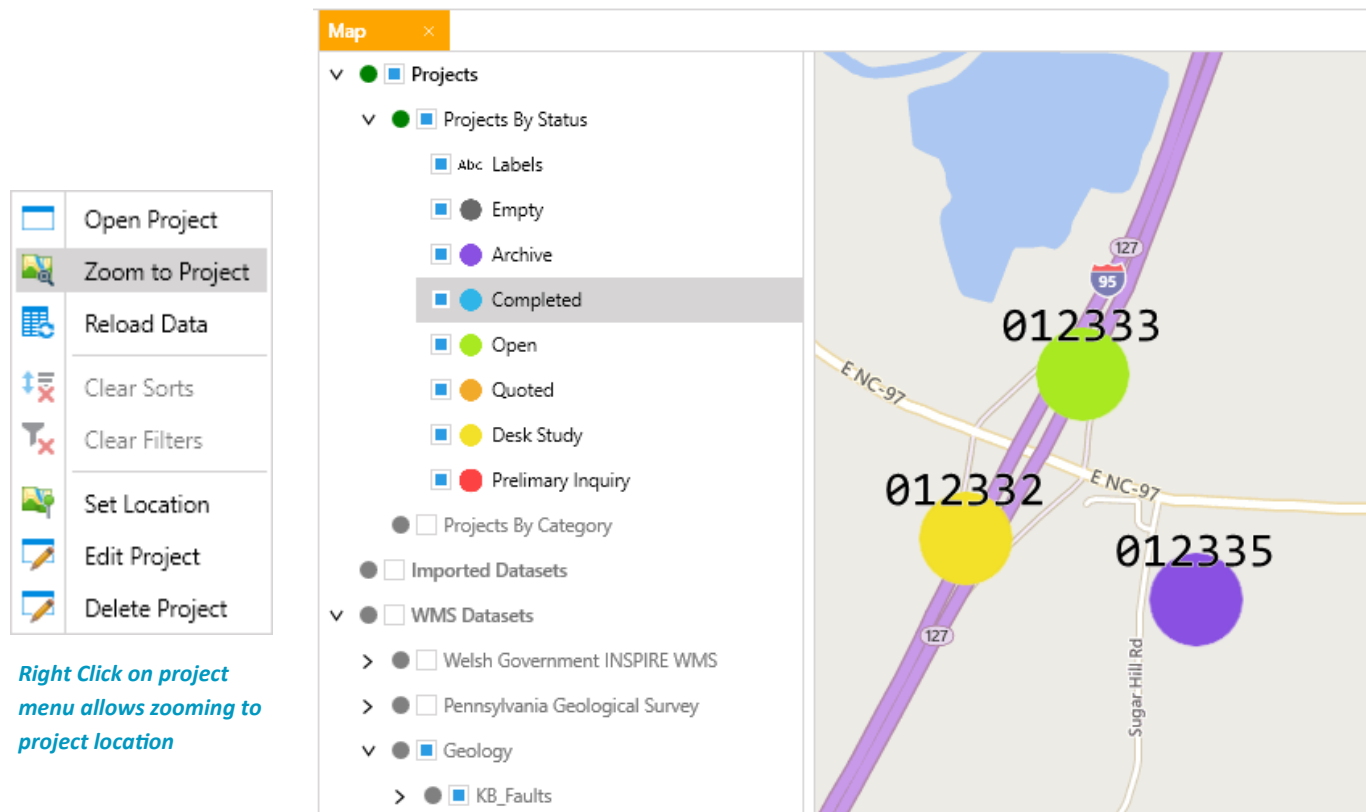 Open Project
Zoom to Project
Reload Data
Clear Sorts
Clear Filters
Set Location
Edit Project
Delete Project
Right Click on project
menu allows zooming to
project location
Map ×
Projects
Projects By Status
Abc Labels
Empty
Archive
Completed
Open
Quoted
Desk Study
Prelimary Inquiry
Projects By Category
Imported Datasets
WMS Datasets
Welsh Government INSPIRE WMS
Pennsylvania Geological Survey
Geology
KB_Faults
127
95
012333
E NC-97
E NC-97
012332
012335
127
Sugar Hill Rd